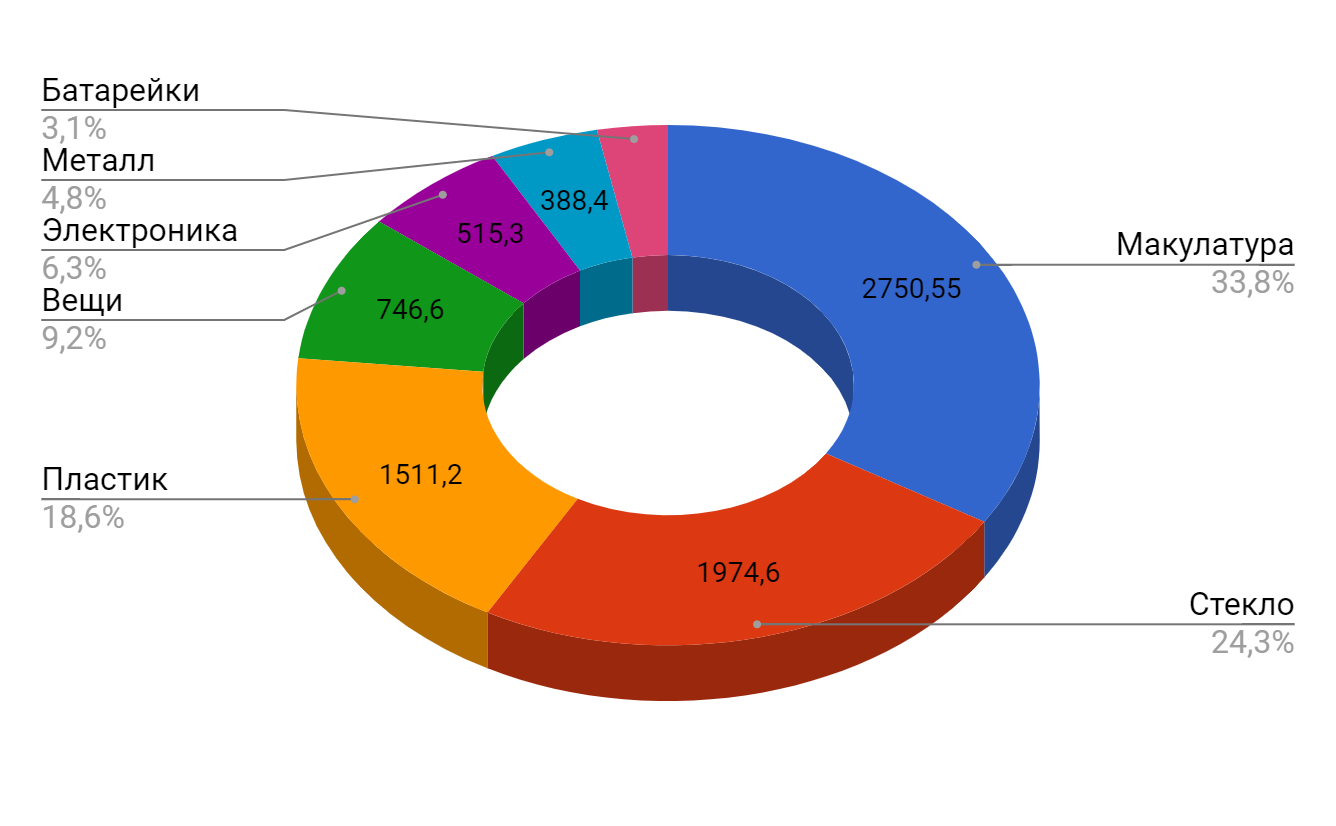 Батарейки
3,1%
Металл
4,8%
Электроника
6,3%
Вещи
9,2%
Пластик
18,6%
Макулатура
33,8%
Стекло
24,3%
388,4
515,3
746,6
1511,2
2750,55
1974,6